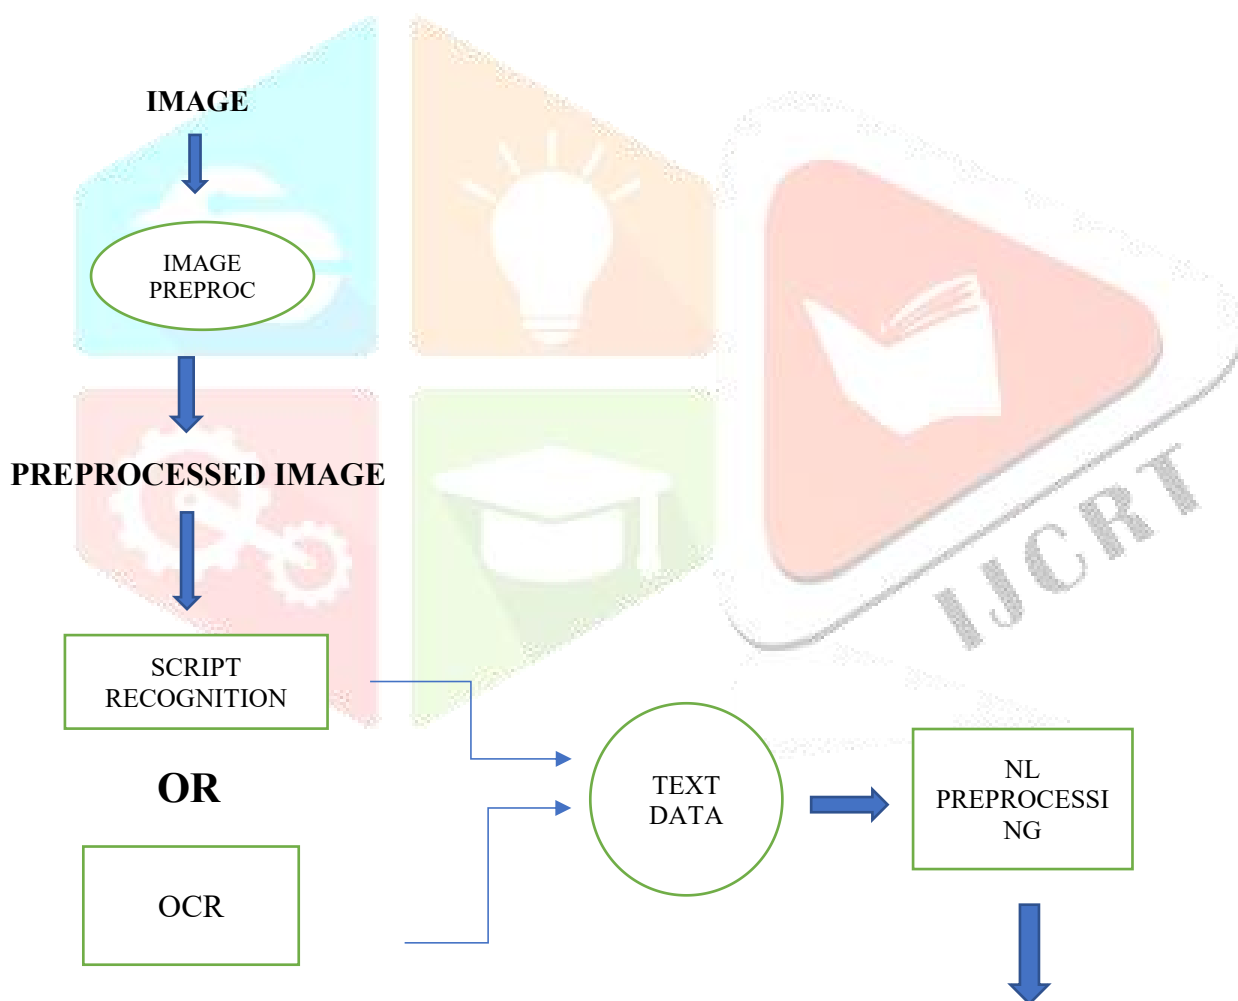 IMAGE
IMAGE
PREPROC
PREPROCESSED IMAGE
SCRIPT
RECOGNITION
OR
OCR
TEXT
DATA
NL
PREPROCESSI
NG
IJCRT